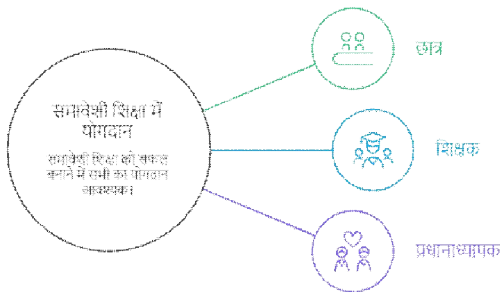 समावेशी शिक्षा में
योगदान
समावेशी शिक्षा को सफल
बनाने में सभी का योगदान
आवश्यक।
छात्र
शिक्षक
प्रधानाध्यापक